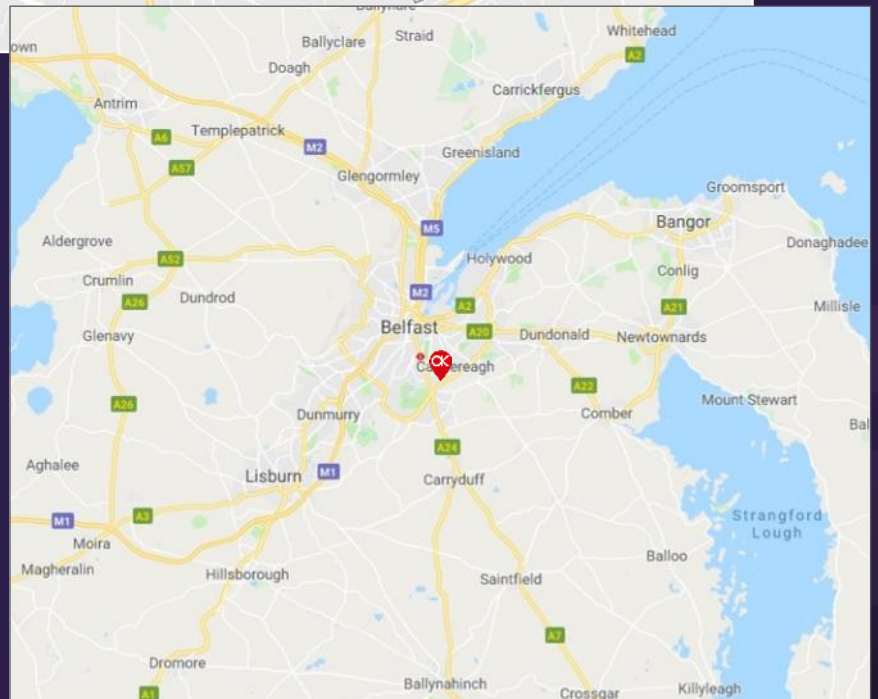 Whitehead
Straid
Ballyclare
A2
own
Doagh
Carrickfergus
Antrim
Templepatrick
A6
M2
Greenisland
A57
Glengormley
Groomsport
Bangor
M5
Aldergrove
Donaghadee
A52
Holywood
Conlig
Crumlin
M2
A26
Dundrod
A2
A21
Millisle
Belfast
A20
Glenavy
Dundonald
Newtownards
CK
A22
A26
Mount Stewart
Dunmurry
Comber
Bal
A24
Aghalee
M1
Lisburn
Carryduff
A3
M1
Strangford
Lough
Moira
Balloo
Magheralin
Hillsborough
Saintfield
A7
Dromore
Ballynahinch
Killyleagh
A1
Crossgar